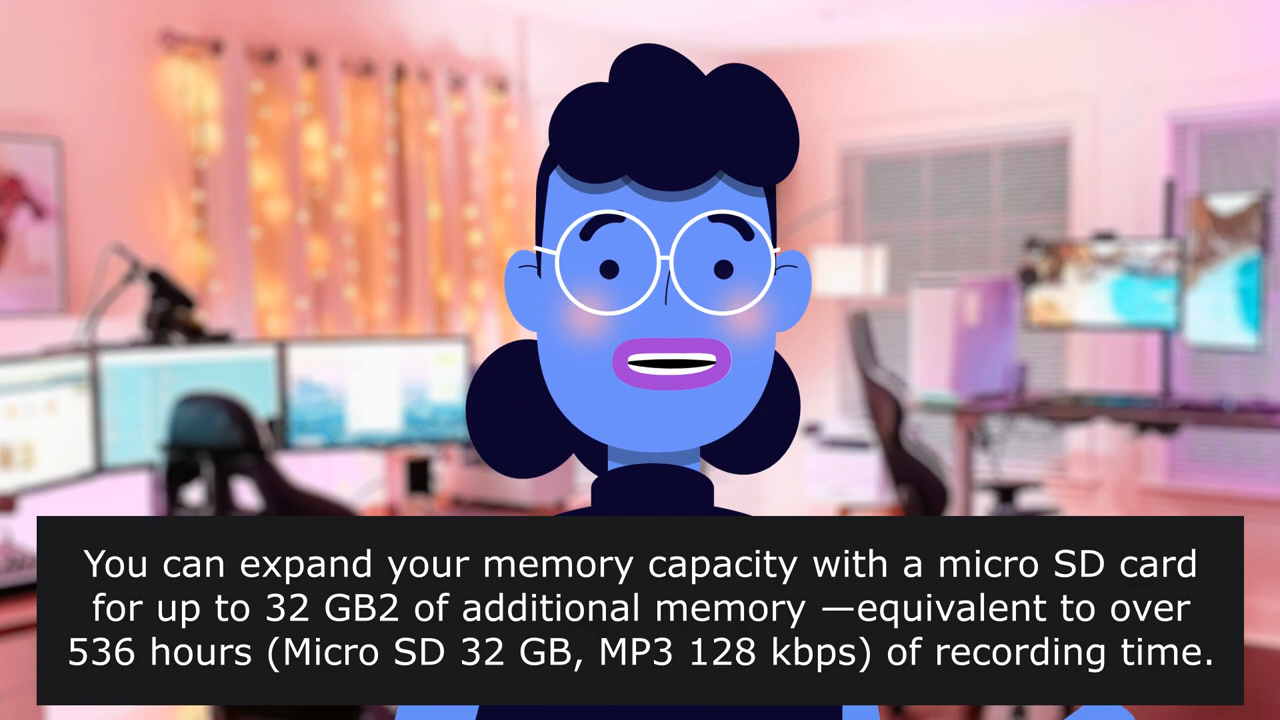 You can expand your memory capacity with a micro SD card
for up to 32 GB2 of additional memory —equivalent to over
536 hours (Micro SD 32 GB, MP3 128 kbps) of recording time.